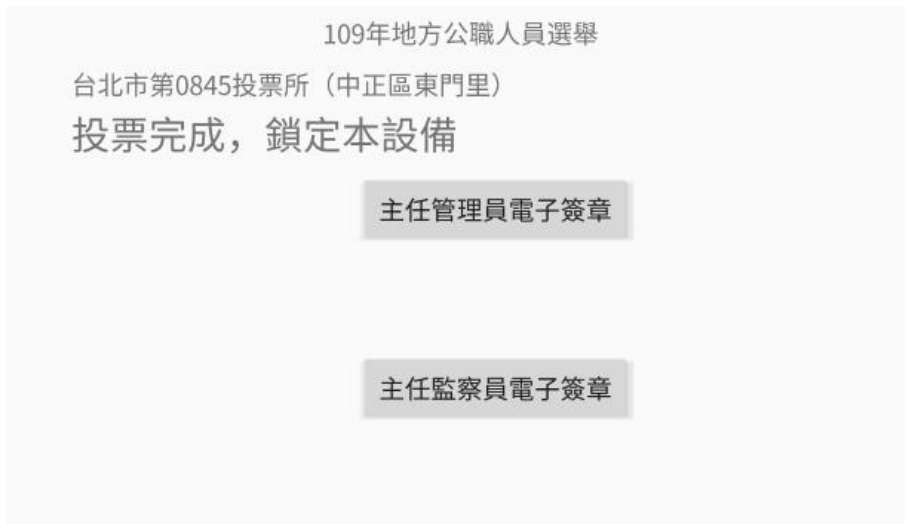 109年地方公職人員選舉
台北市第0845投票所（中正區東門里）
投票完成，鎖定本設備
主任管理員電子簽章
主任監察員電子簽章